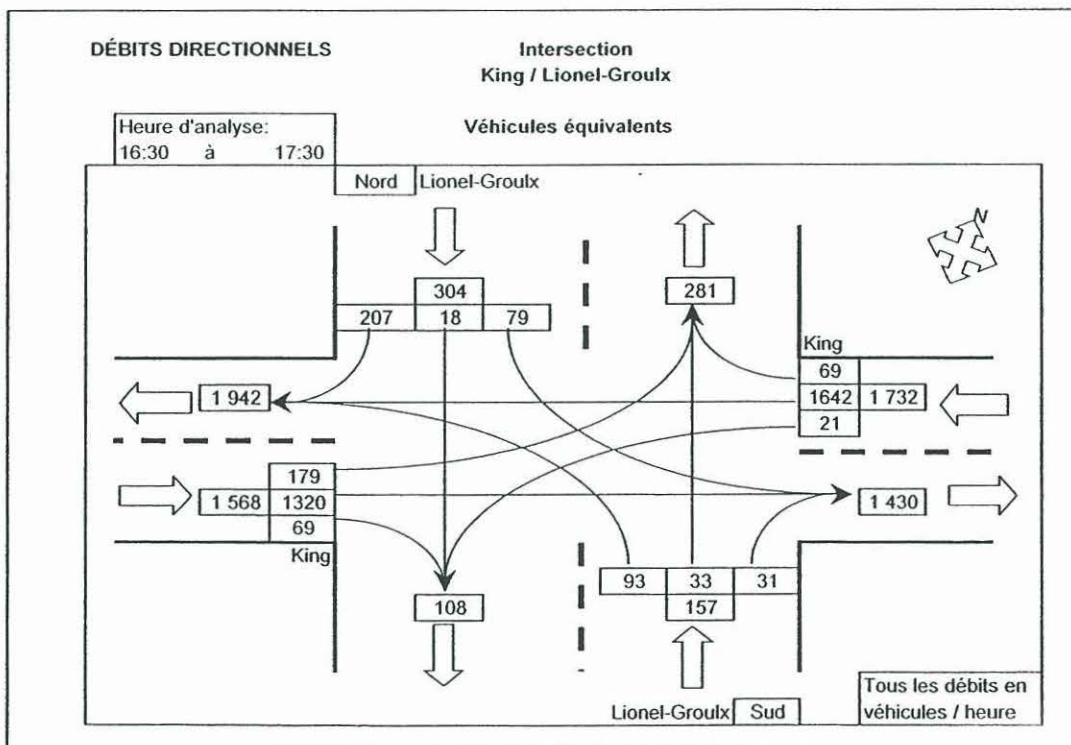 DÉBITS DIRECTIONNELS
Intersection
King / Lionel-Groulx
Heure d'analyse:
16:30 à 17:30
Véhicules équivalents
Nord Lionel-Groulx
N
304
207 18 79
281
King
69
1642 1 732
21
1 942
179
1 568 1320
69
King
1 430
93 33 31
157
108
Lionel-Groulx Sud
Tous les débits en
véhicules / heure